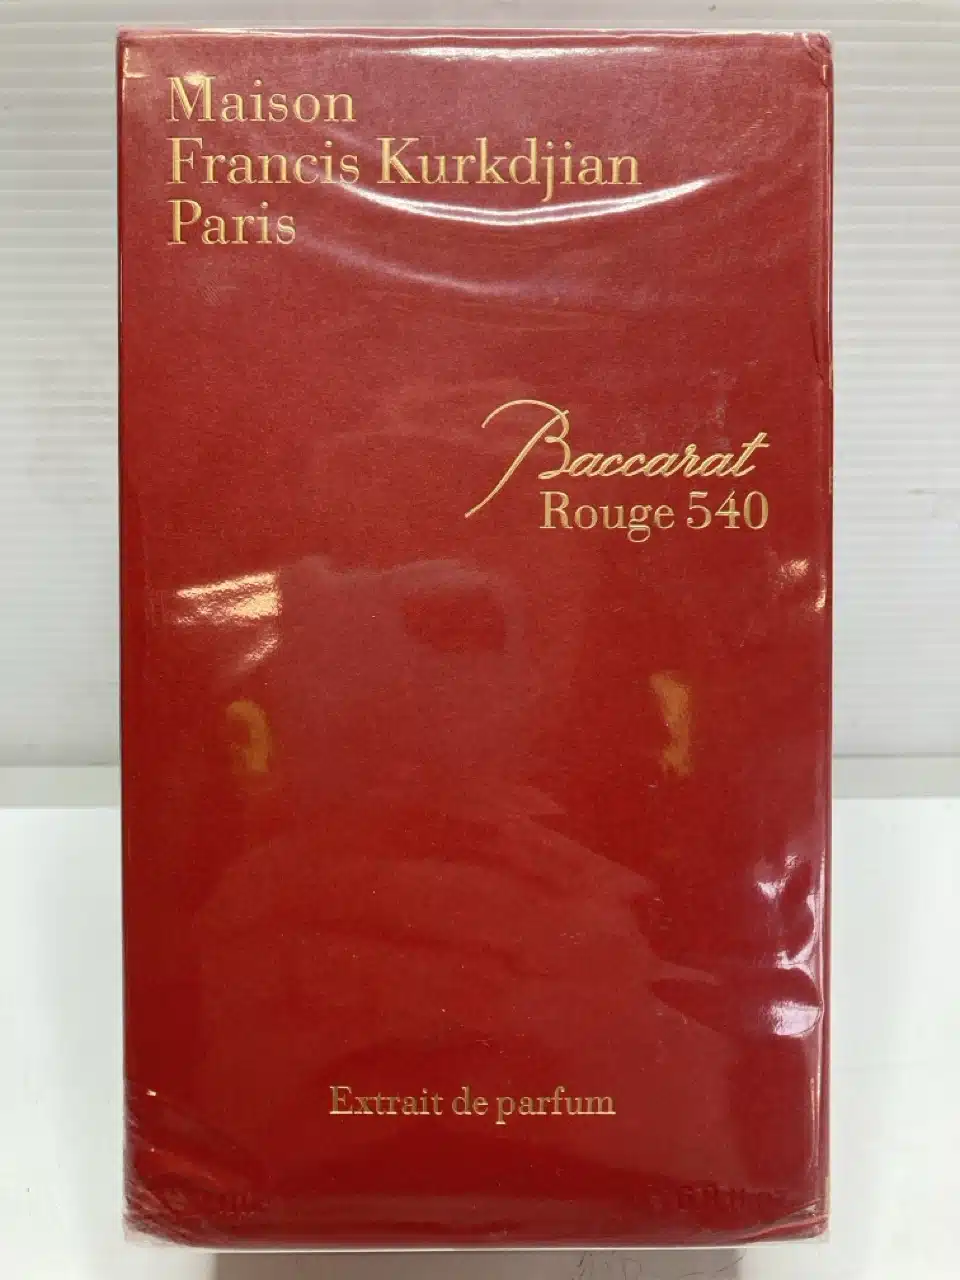 Maison
Francis Kurkdjian
Paris
Baccarat
Rouge 540
Extrait de parfum